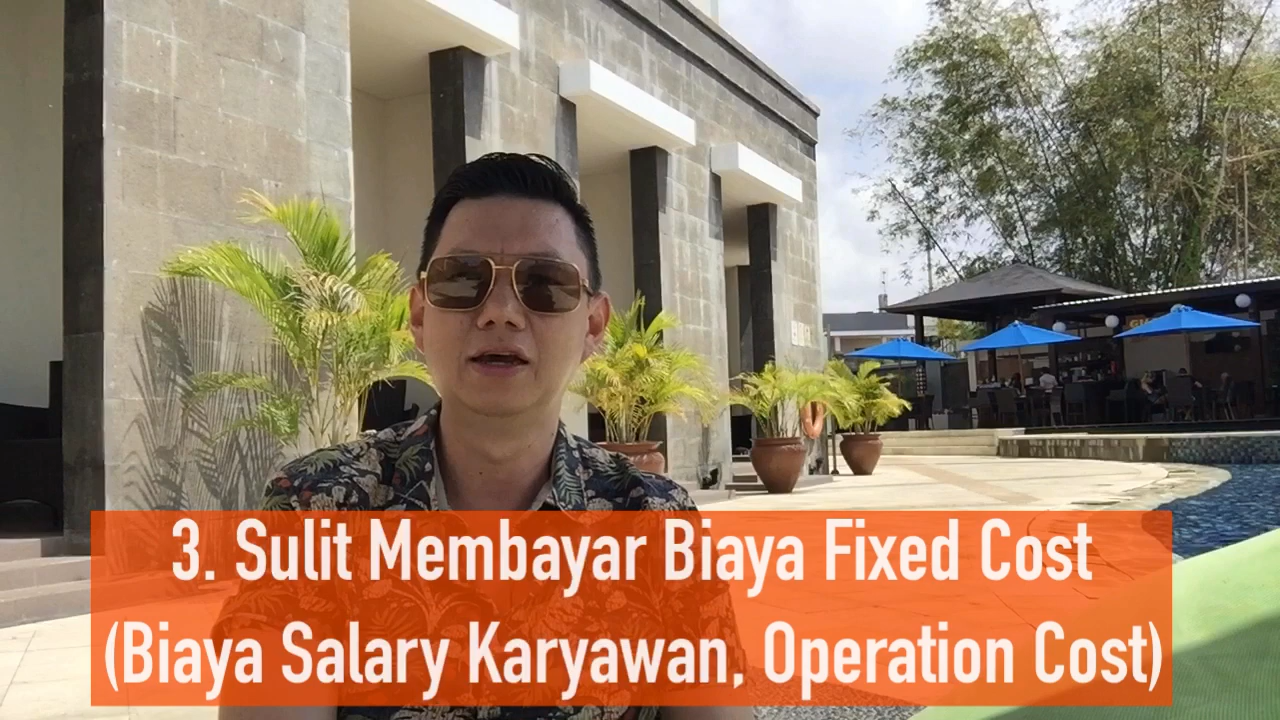 3. Sulit Membayar Biaya Fixed Cost
(Biaya Salary Karyawan, Operation Cost)